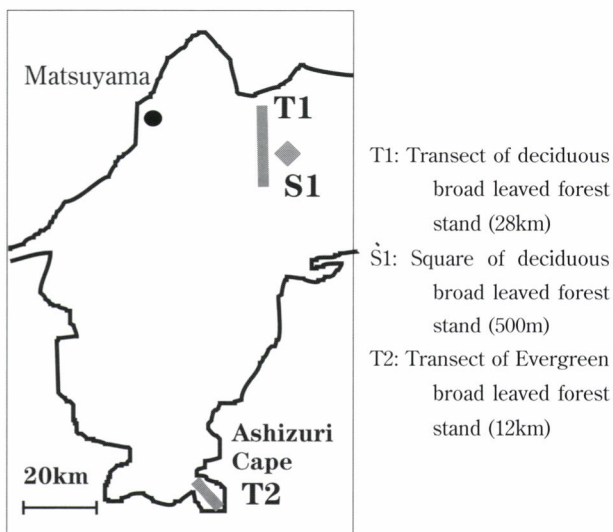 Matsuyama
T1
S1
Ashizuri
Cape
20km
T2
T1: Transect of deciduous
broad leaved forest
stand (28km)
S1: Square of deciduous
broad leaved forest
stand (500m)
T2: Transect of Evergreen
broad leaved forest
stand (12km)